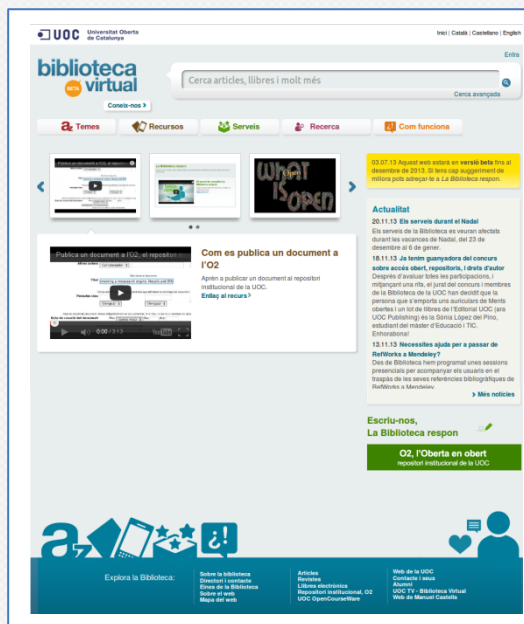 UOC Universitat Oberta
de Catalunya
Inici | Català | Castellano | English
Entra
biblioteca
BETA virtual
Coneix-nos
Cerca articles, llibres i molt més
Cerca avançada
Temes
Recursos
Serveis
Recerca
Com funciona
WHAT
Open
OPEN
03.07.13 Aquest web estarà en versió beta fins al
desembre de 2013. Si tens cap suggeriment de
millora pots adreçar-te a La Biblioteca respon.
Publica un document a l'O2, el repositori
0:00 / 3:13
Com es publica un document a
l'O2
Aprèn a publicar un document al repositori
institucional de la UOC.
Enllaç al recurs
Actualitat
20.11.13 Els serveis durant el Nadal
Els serveis de la Biblioteca es veuran afectats
durant les vacances de Nadal, del 23 de
desembre al 6 de gener.
18.11.13 Ja tenim guanyadora del concurs
sobre accés obert, repositoris, i drets d'autor
Després d'avaluar totes les participacions, i
mitjançant una rifa, el jurat del concurs i membres
de la Biblioteca de la UOC han decidit que la
persona que s'emporta uns auriculars de Ments
obertes i un lot de llibres de l'Editorial UOC (ara
UOC Publishing) és la Sònia López del Pino,
estudiant del màster d'Educació i TIC.
Enhorabona!
13.11.13 Necessites ajuda per a passar de
RefWorks a Mendeley?
Des de Biblioteca hem programat unes sessions
presencials per acompanyar els usuaris en el
traspàs de les seves referències bibliogràfiques de
RefWorks a Mendeley
Més notícies
Escriu-nos,
La Biblioteca respon
O2, l'Oberta en obert
repositori institucional de la UOC
Explora la Biblioteca:
Sobre la biblioteca
Directori i contacte
Eines de la Biblioteca
Sobre el web
Mapa del web
Articles
Revistes
Llibres electrònics
Repositori institucional, O2
UOC OpenCourseWare
Web de la UOC
Contacte i seus
Alumni
UOC TV - Biblioteca Virtual
Web de Manuel Castells